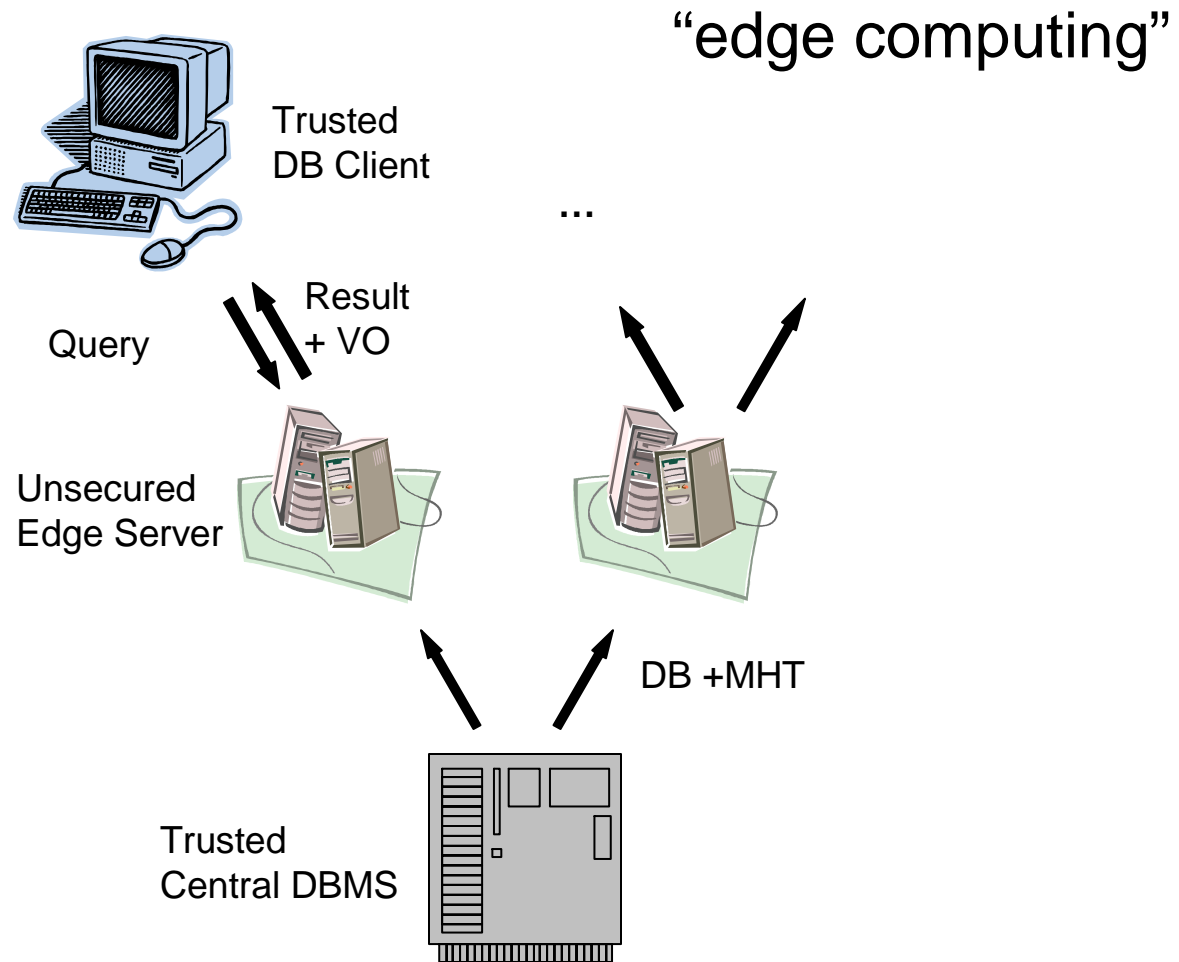 “edge computing”
Trusted
DB Client
...
Query
Result
+ VO
Unsecured
Edge Server
DB +MHT
Trusted
Central DBMS